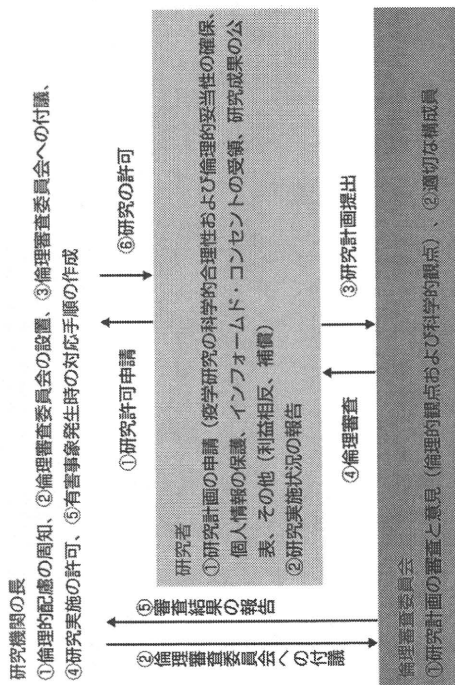 研究機関の長
①倫理的配慮の周知、②倫理審査委員会の設置、③倫理審査委員会への付議、
④研究実施の許可、⑤有害事象発生時の対応手順の作成
①研究許可申請
⑥研究の許可
研究者
①研究計画の申請（疫学研究の科学的合理性および倫理的妥当性の確保、
個人情報の保護、インフォームド・コンセントの受領、研究成果の公
表、その他（利益相反、補償）
②研究実施状況の報告
②倫理審査委員会への付議
⑤審査結果の報告
④倫理審査
③研究計画提出
倫理審査委員会
①研究計画の審査と意見（倫理的観点および科学的観点）、②適切な構成員